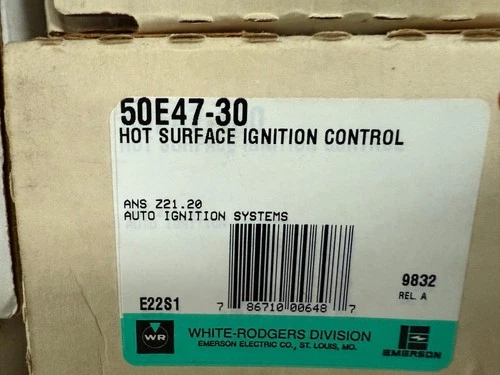 50E47-30
HOT SURFACE IGNITION CONTROL
ANS Z21.20
AUTO IGNITION SYSTEMS
9832
REL. A
E22S1
7 86710 00648 7
WR
WHITE-RODGERS DIVISION
EMERSON ELECTRIC CO., ST. LOUIS, MO.
EMERSON